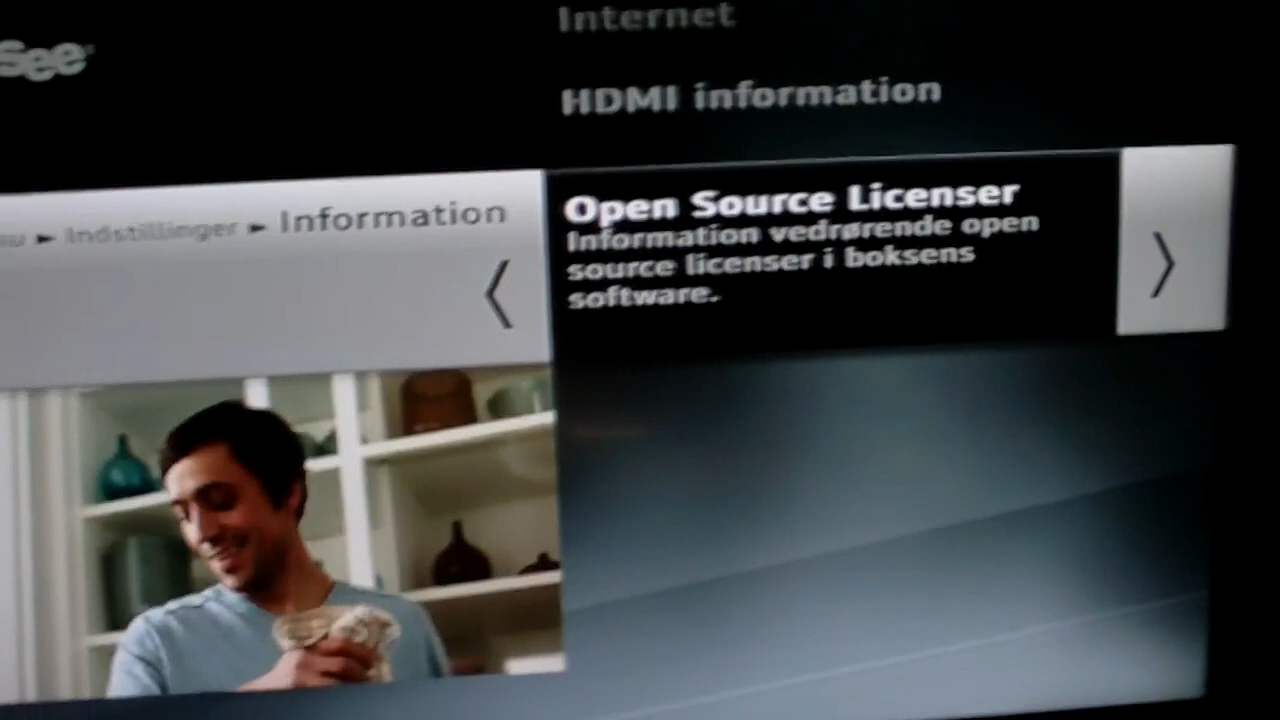 See
Internet
HDMI information
Indstillinger ► Information
Open Source Licenser
Information vedrørende open
source licenser i boksens
software.